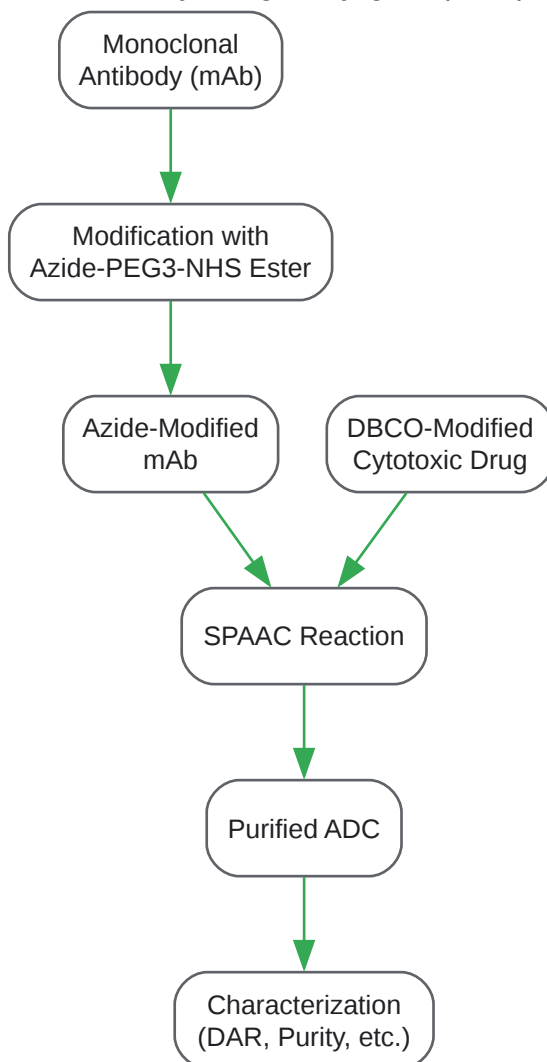 Monoclonal
Antibody (mAb)
Modification with
Azide-PEG3-NHS Ester
Azide-Modified
mAb
DBCO-Modified
Cytotoxic Drug
SPAAC Reaction
Purified ADC
Characterization
(DAR, Purity, etc.)